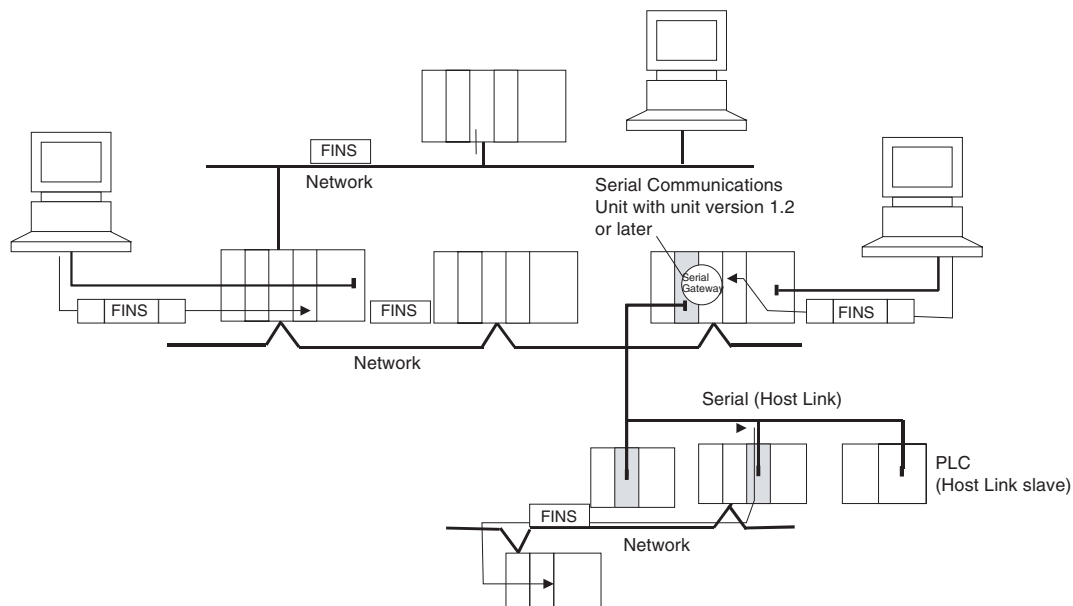 FINS
Network
Serial Communications
Unit with unit version 1.2
or later
Serial
Gateway
FINS
FINS
FINS
Network
Serial (Host Link)
PLC
(Host Link slave)
FINS
Network